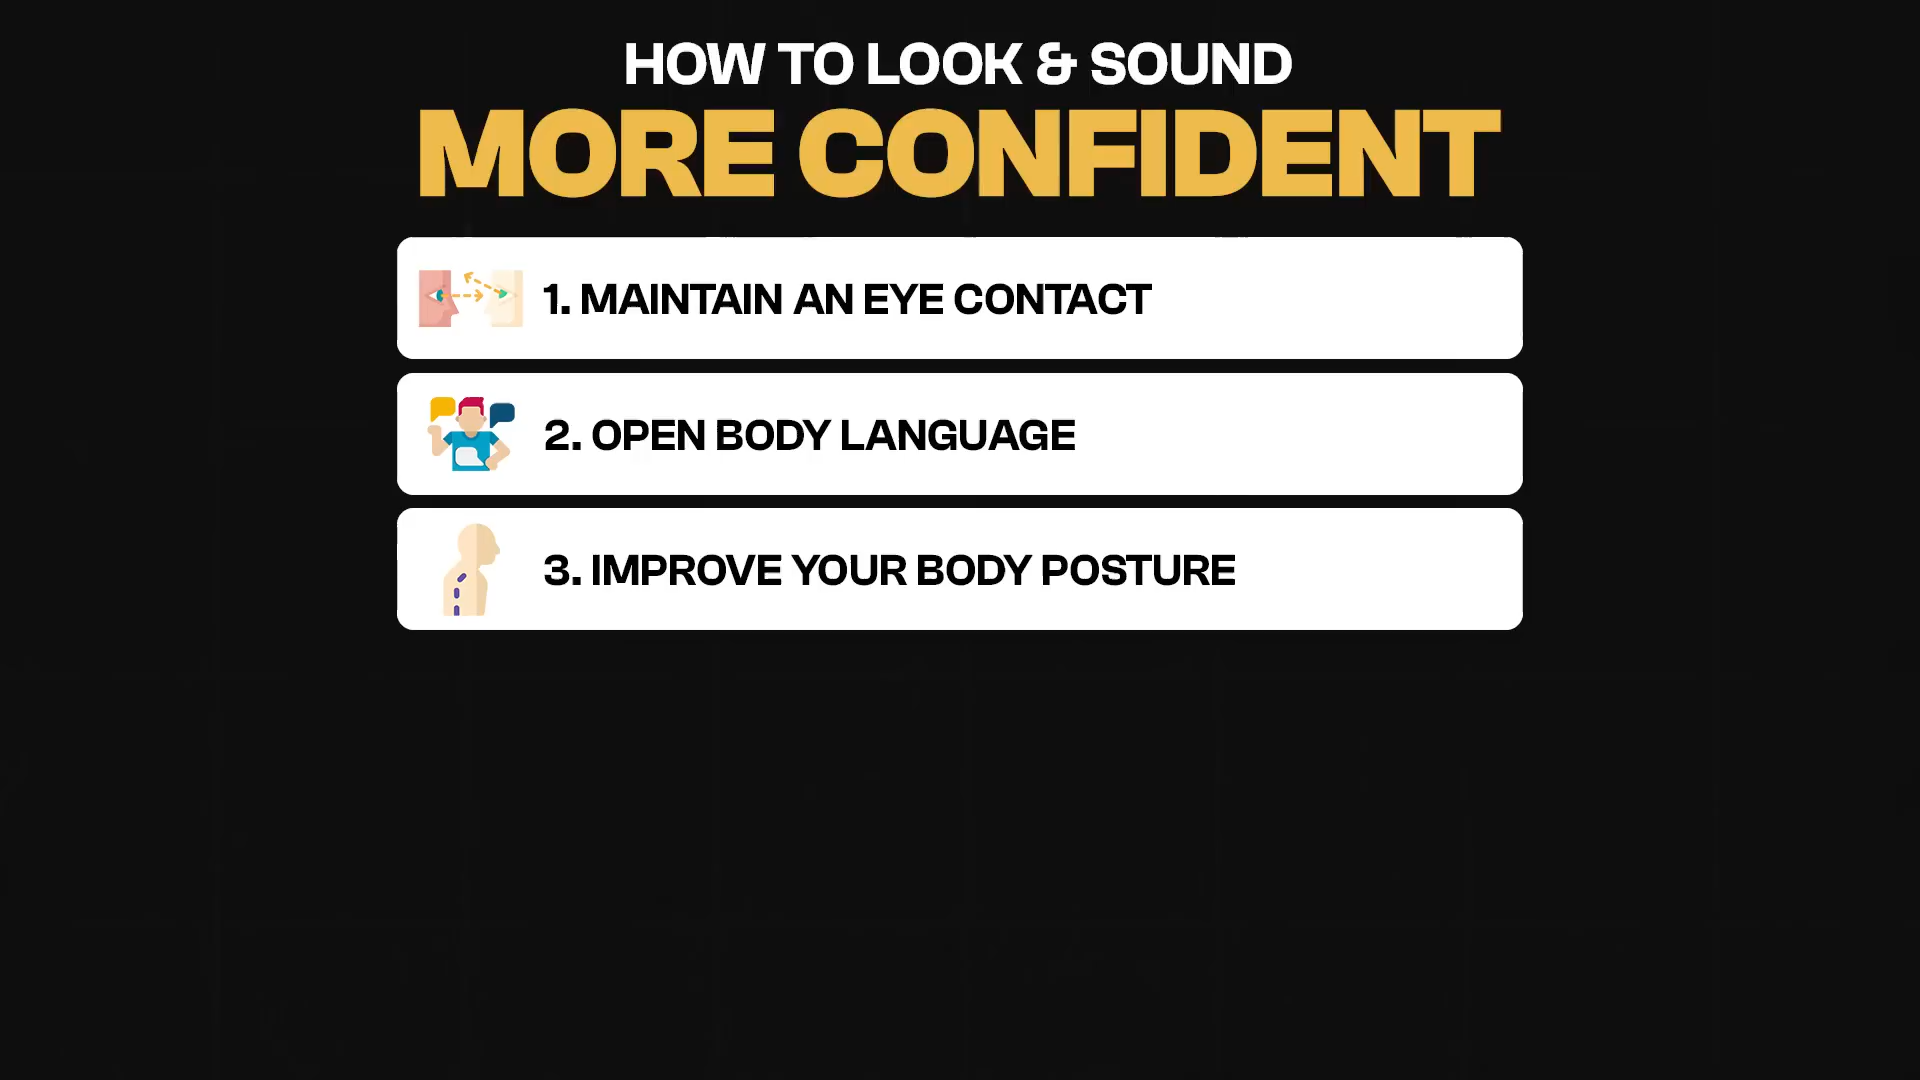 HOW TO LOOK & SOUND
MORE CONFIDENT
1. MAINTAIN AN EYE CONTACT
2. OPEN BODY LANGUAGE
3. IMPROVE YOUR BODY POSTURE